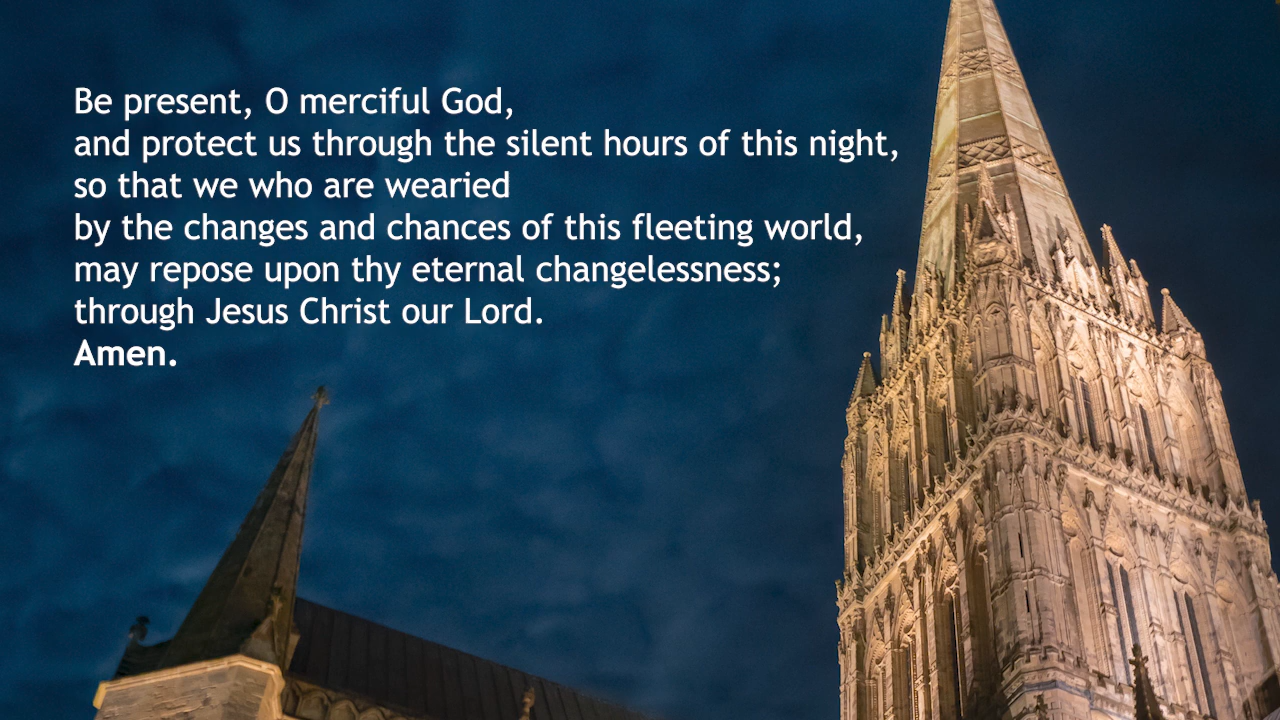 Be present, O merciful God,
and protect us through the silent hours of this night,
so that we who are wearied
by the changes and chances of this fleeting world,
may repose upon thy eternal changelessness;
through Jesus Christ our Lord.
Amen.